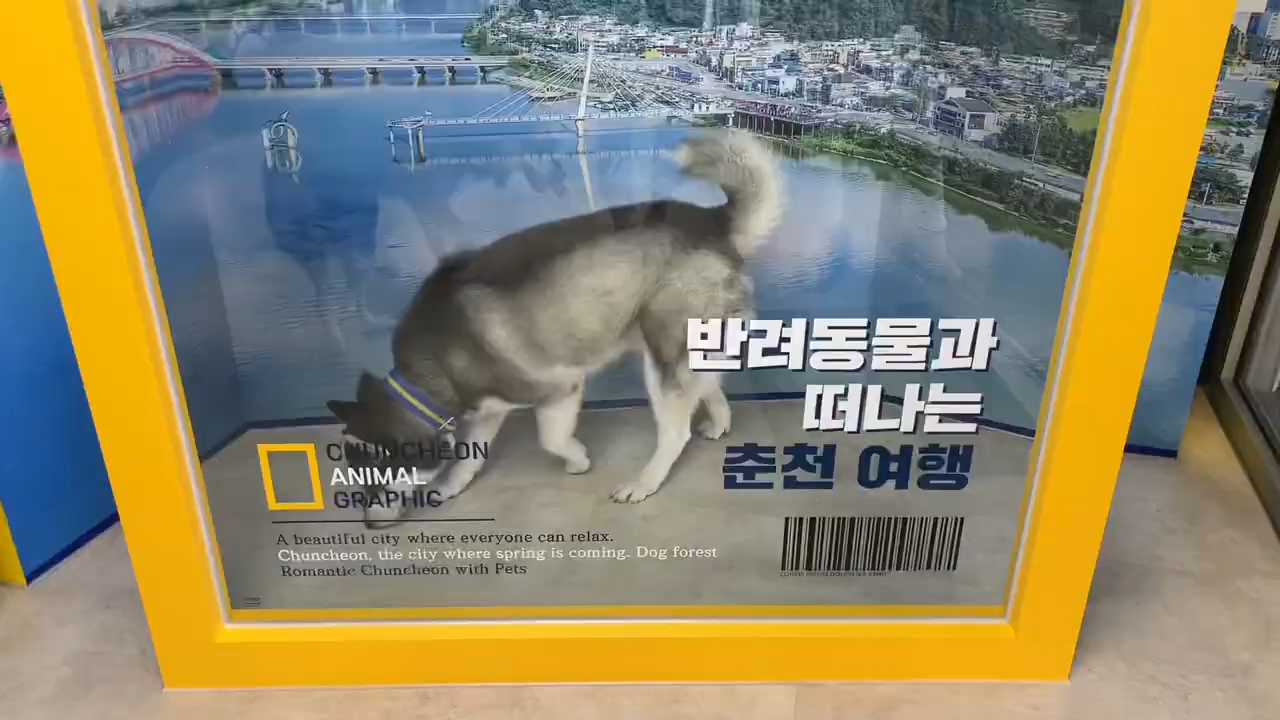 반려동물과
떠나는
춘천 여행
CHUNCHEON
ANIMAL
GRAPHIC
A beautiful city where everyone can relax.
Chuncheon, the city where spring is coming. Dog forest
Romantic Chuncheon with Pets